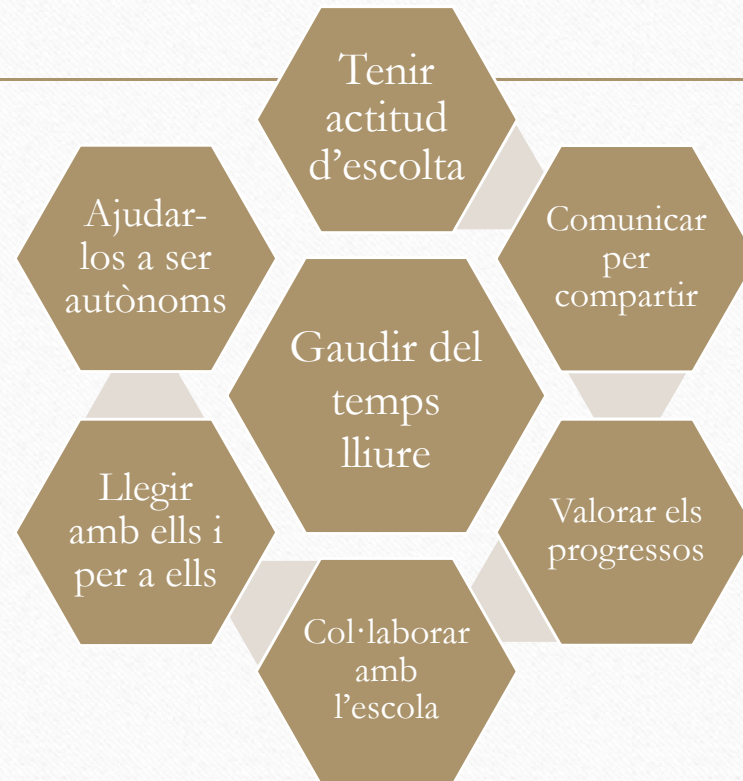 Tenir
actitud
d'escolta
Comunicar
per
compartir
Valorar els
progressos
Col·laborar
amb
l'escola
Llegir
amb ells i
per a ells
Ajudar-
los a ser
autònoms
Gaudir del
temps
lliure